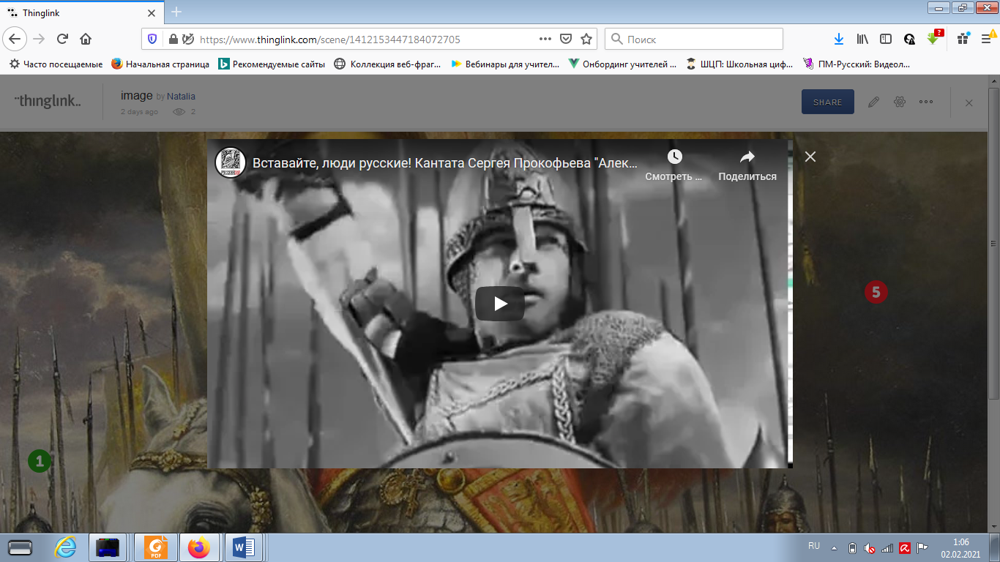 Thinglink
https://www.thinglink.com/scene/1412153447184072705
Поиск
Часто посещаемые
Начальная страница
Рекомендуемые сайты
Коллекция веб-фраг...
Вебинары для учител...
Онбординг учителей ...
ШЦП: Школьная циф...
ПМ-Русский: Видеол...
thinglink..
image by Natalia
2 days ago 2
SHARE
Вставайте, люди русские! Кантата Сергея Прокофьева "Алек...
Смотреть ...
Поделиться
5
1
PDF
RU
1:06
02.02.2021